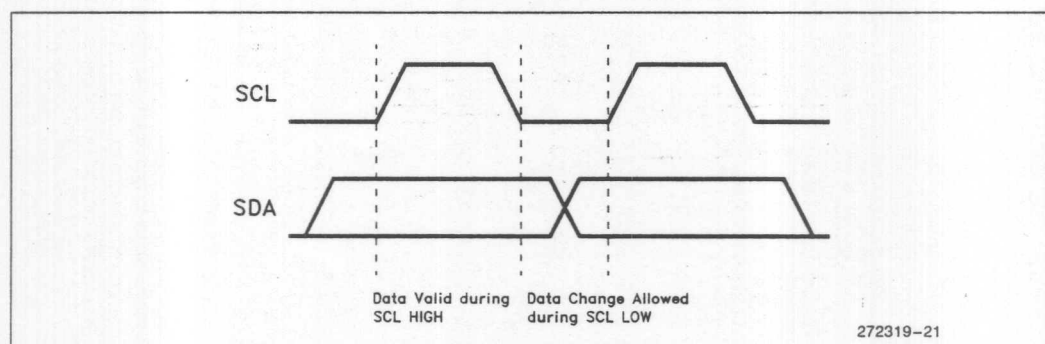 SCL
SDA
Data Valid during
SCL HIGH
Data Change Allowed
during SCL LOW
272319-21